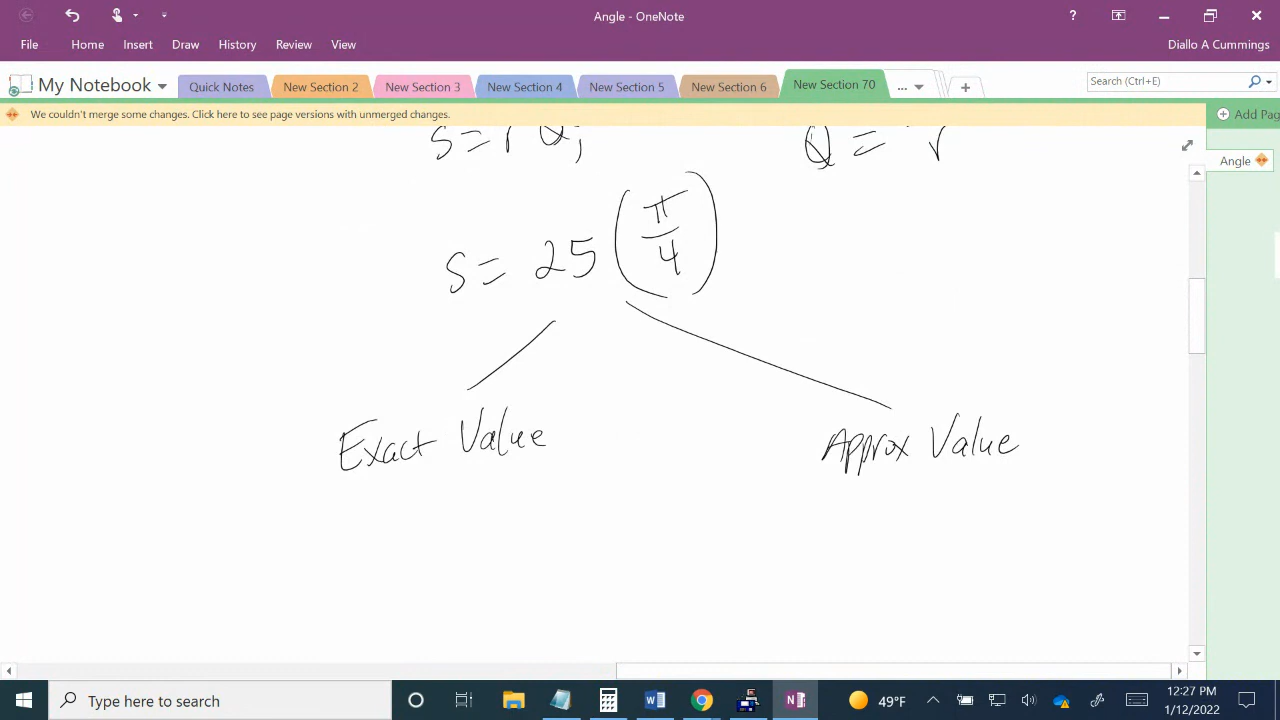 Angle - OneNote
?
File Home Insert Draw History Review View
Diallo A Cummings
My Notebook Quick Notes New Section 2 New Section 3 New Section 4 New Section 5 New Section 6 New Section 70 ... +
Search (Ctrl+E)
We couldn't merge some changes. Click here to see page versions with unmerged changes.
Add Pag
Angle
s = 25 (π/4)
Exact Value
Approx Value
Type here to search
49°F
12:27 PM
1/12/2022